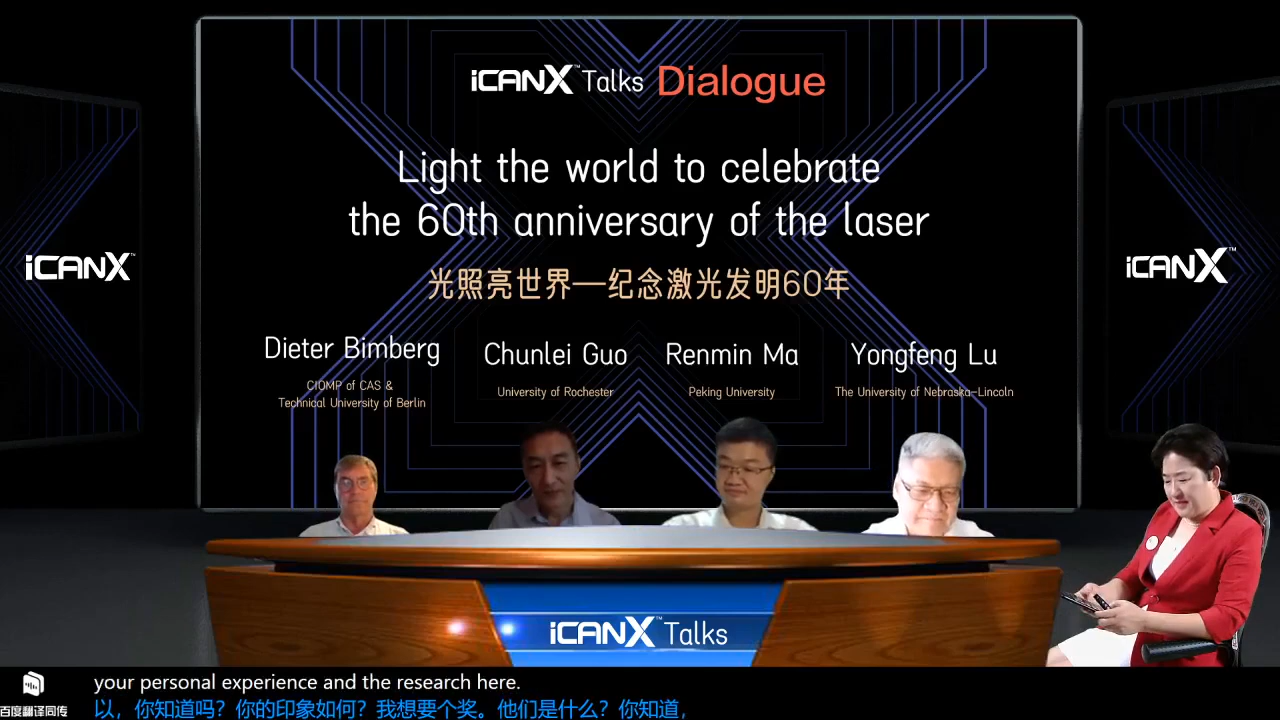 iCANX™ Talks Dialogue
Light the world to celebrate
the 60th anniversary of the laser
光照亮世界—纪念激光发明60年
iCANX™
iCANX™
Dieter Bimberg
CIOMP of CAS &
Technical University of Berlin
Chunlei Guo
University of Rochester
Renmin Ma
Peking University
Yongfeng Lu
The University of Nebraska-Lincoln
iCANX™ Talks
your personal experience and the research here.
百度翻译同传
以，你知道吗？你的印象如何？我想要个奖。他们是什么？你知道，